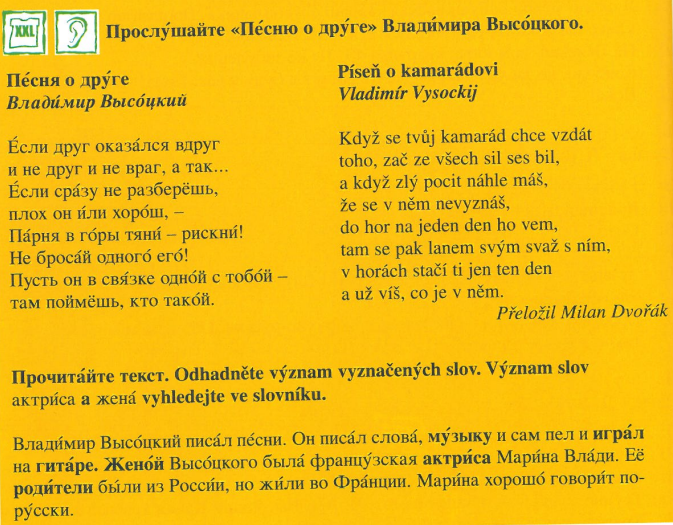 XXL
Прослу́шайте «Пе́сню о дру́ге» Влади́мира Высо́цкого.
Пе́сня о дру́ге
Влади́мир Высо́цкий
Е́сли друг оказа́лся вдруг
и не друг и не враг, а так...
Е́сли сра́зу не разберёшь,
плох он и́ли хоро́ш, –
Па́рня в го́ры тяни́ – рискни́!
Не броса́й одного́ его́!
Пусть он в свя́зке одно́й с тобо́й –
там поймёшь, кто тако́й.
Píseň o kamarádovi
Vladimír Vysockij
Když se tvůj kamarád chce vzdát
toho, zač ze všech sil ses bil,
a když zlý pocit náhle máš,
že se v něm nevyznáš,
do hor na jeden den ho vem,
tam se pak lanem svým svaž s ním,
v horách stačí ti jen ten den
a už víš, co je v něm.
Přeložil Milan Dvořák
Прочита́йте текст. Odhadněte význam vyznačených slov. Význam slov
актри́са a жена́ vyhledejte ve slovníku.
Влади́мир Высо́цкий писа́л пе́сни. Он писа́л слова́, му́зыку и сам пел и игра́л
на гита́ре. Жено́й Высо́цкого была́ францу́зская актри́са Мари́на Вла́ди. Её
роди́тели бы́ли из Росси́и, но жи́ли во Фра́нции. Мари́на хорошо́ говори́т по-
ру́сски.